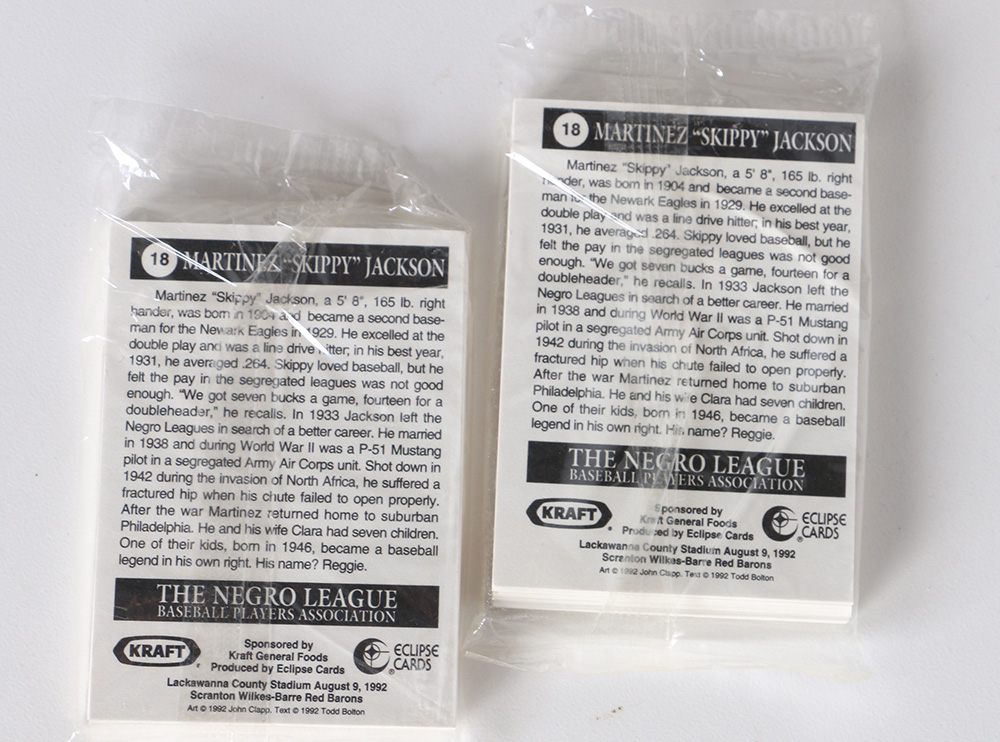 18 MARTINEZ “SKIPPY” JACKSON
Martinez “Skippy” Jackson, a 5' 8", 165 lb. right
hander, was born in 1904 and became a second base-
man for the Newark Eagles in 1929. He excelled at the
double play and was a line drive hitter; in his best year,
1931, he averaged .264. Skippy loved baseball, but he
felt the pay in the segregated leagues was not good
enough. “We got seven bucks a game, fourteen for a
doubleheader,” he recalls. In 1933 Jackson left the
Negro Leagues in search of a better career. He married
in 1938 and during World War II was a P-51 Mustang
pilot in a segregated Army Air Corps unit. Shot down in
1942 during the invasion of North Africa, he suffered a
fractured hip when his chute failed to open properly.
After the war Martinez returned home to suburban
Philadelphia. He and his wife Clara had seven children.
One of their kids, born in 1946, became a baseball
legend in his own right. His name? Reggie.
THE NEGRO LEAGUE
BASEBALL PLAYERS ASSOCIATION
KRAFT
Sponsored by
Kraft General Foods
Produced by Eclipse Cards
ECLIPSE
CARDS
Lackawanna County Stadium August 9, 1992
Scranton Wilkes-Barre Red Barons
Art © 1992 John Clapp. Text © 1992 Todd Bolton
18 MARTINEZ “SKIPPY” JACKSON
Martinez “Skippy” Jackson, a 5' 8", 165 lb. right
hander, was born in 1904 and became a second base-
man for the Newark Eagles in 1929. He excelled at the
double play and was a line drive hitter; in his best year,
1931, he averaged .264. Skippy loved baseball, but he
felt the pay in the segregated leagues was not good
enough. “We got seven bucks a game, fourteen for a
doubleheader,” he recalls. In 1933 Jackson left the
Negro Leagues in search of a better career. He married
in 1938 and during World War II was a P-51 Mustang
pilot in a segregated Army Air Corps unit. Shot down in
1942 during the invasion of North Africa, he suffered a
fractured hip when his chute failed to open properly.
After the war Martinez returned home to suburban
Philadelphia. He and his wife Clara had seven children.
One of their kids, born in 1946, became a baseball
legend in his own right. His name? Reggie.
THE NEGRO LEAGUE
BASEBALL PLAYERS ASSOCIATION
KRAFT
Sponsored by
Kraft General Foods
Produced by Eclipse Cards
ECLIPSE
CARDS
Lackawanna County Stadium August 9, 1992
Scranton Wilkes-Barre Red Barons
Art © 1992 John Clapp. Text © 1992 Todd Bolton